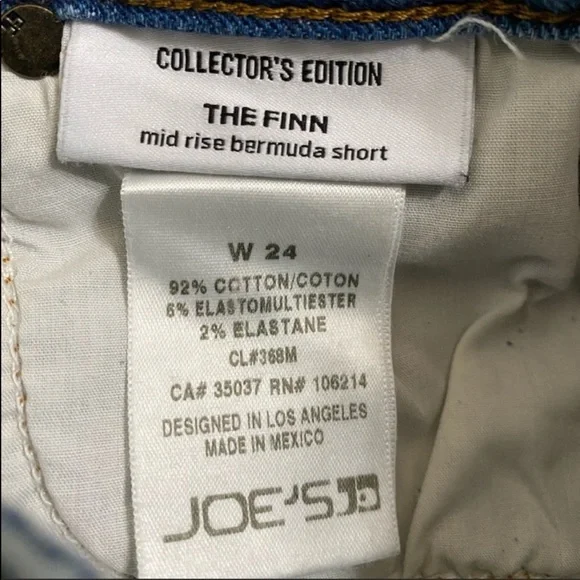 COLLECTOR'S EDITION
THE FINN
mid rise bermuda short
W 24
92% COTTON/COTON
6% ELASTOMULTIESTER
2% ELASTANE
CL#368M
CA# 35037 RN# 106214
DESIGNED IN LOS ANGELES
MADE IN MEXICO
JOE'S